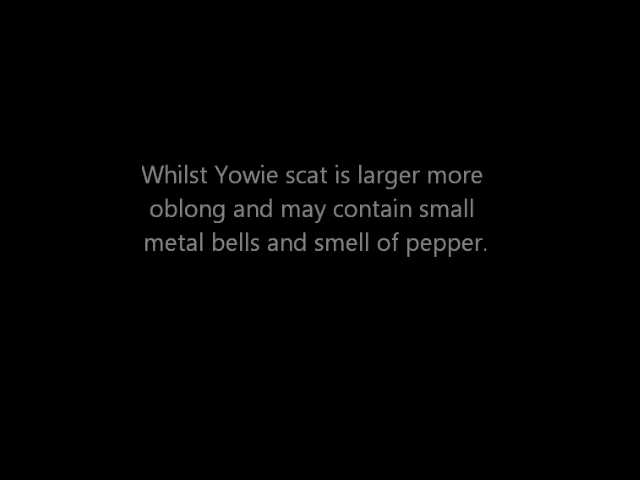 Whilst Yowie scat is larger more
oblong and may contain small
metal bells and smell of pepper.